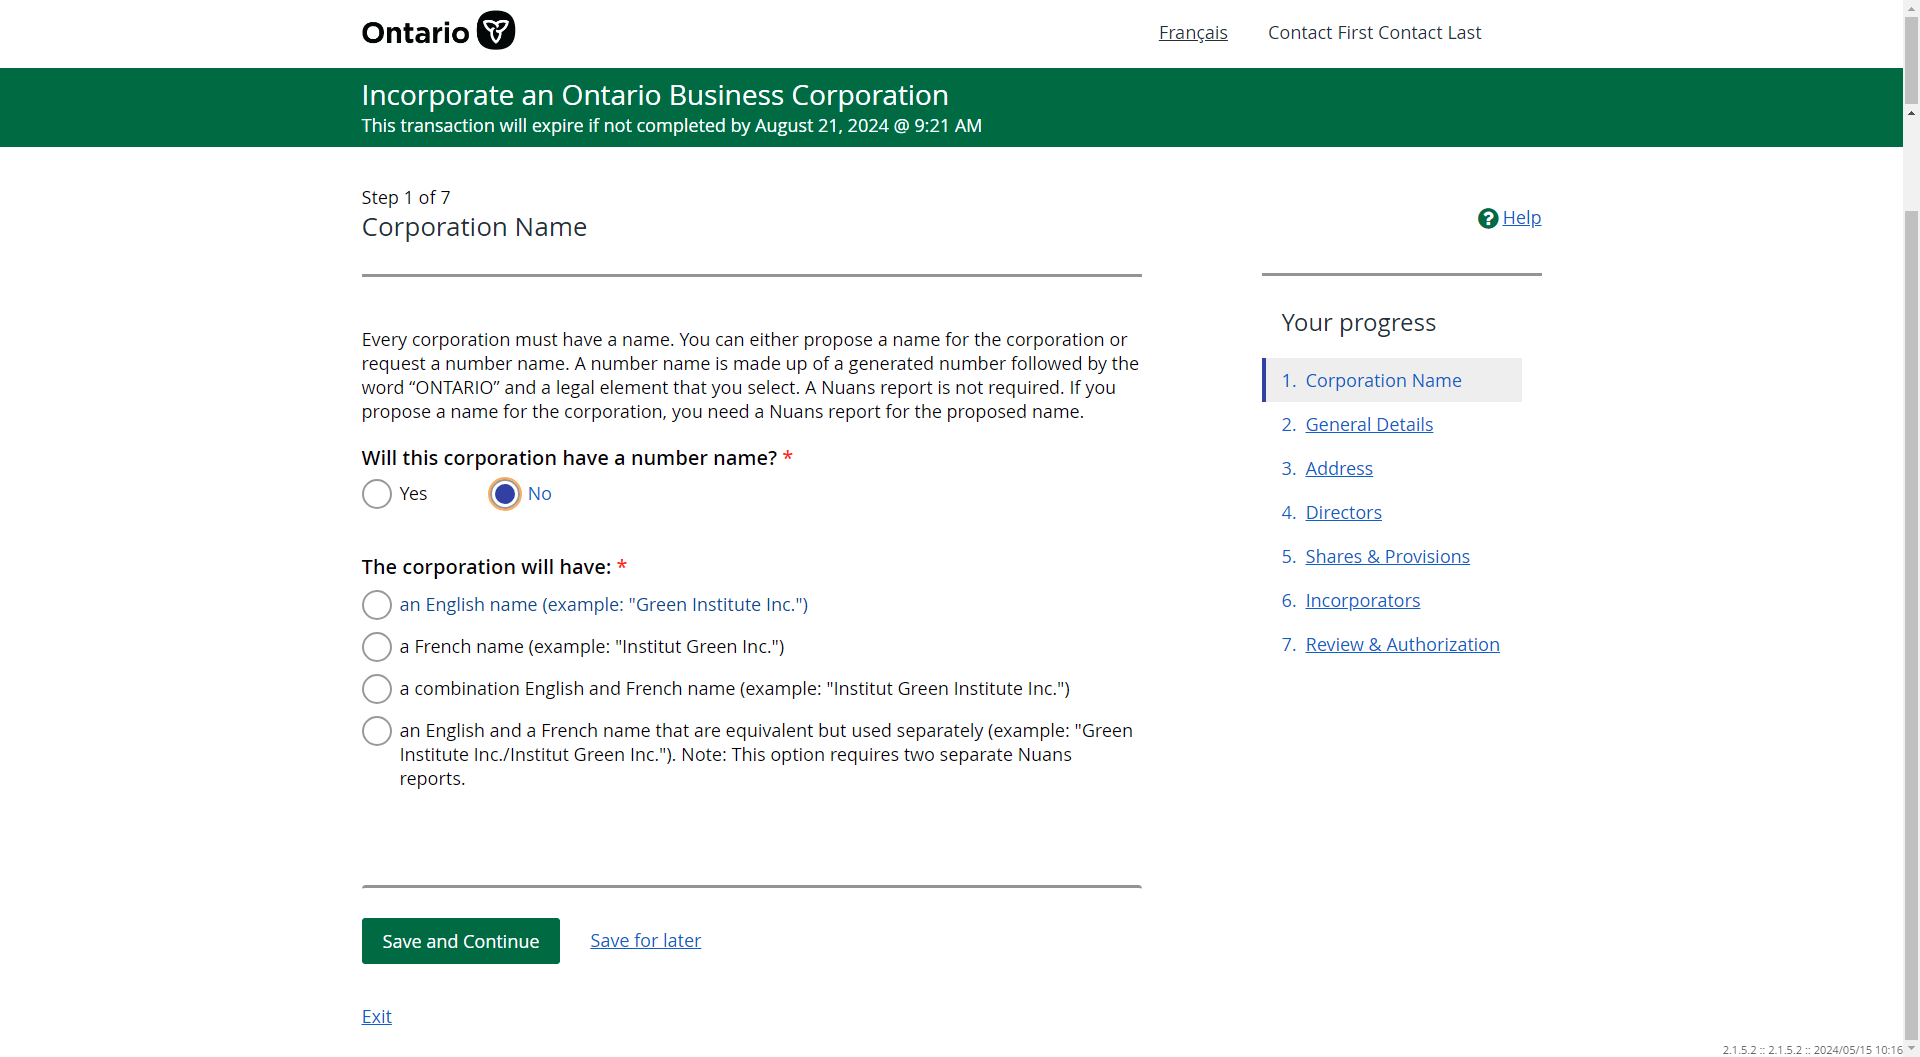 Ontario
Français
Contact First Contact Last
Incorporate an Ontario Business Corporation
This transaction will expire if not completed by August 21, 2024 @ 9:21 AM
Step 1 of 7
Corporation Name
? Help
Every corporation must have a name. You can either propose a name for the corporation or
request a number name. A number name is made up of a generated number followed by the
word “ONTARIO” and a legal element that you select. A Nuans report is not required. If you
propose a name for the corporation, you need a Nuans report for the proposed name.
Will this corporation have a number name? *
Yes
No
The corporation will have: *
an English name (example: "Green Institute Inc.")
a French name (example: "Institut Green Inc.")
a combination English and French name (example: "Institut Green Institute Inc.")
an English and a French name that are equivalent but used separately (example: "Green
Institute Inc./Institut Green Inc."). Note: This option requires two separate Nuans
reports.
Save and Continue
Save for later
Exit
Your progress
1. Corporation Name
2. General Details
3. Address
4. Directors
5. Shares & Provisions
6. Incorporators
7. Review & Authorization
2.1.5.2 :: 2.1.5.2 :: 2024/05/15 10:16